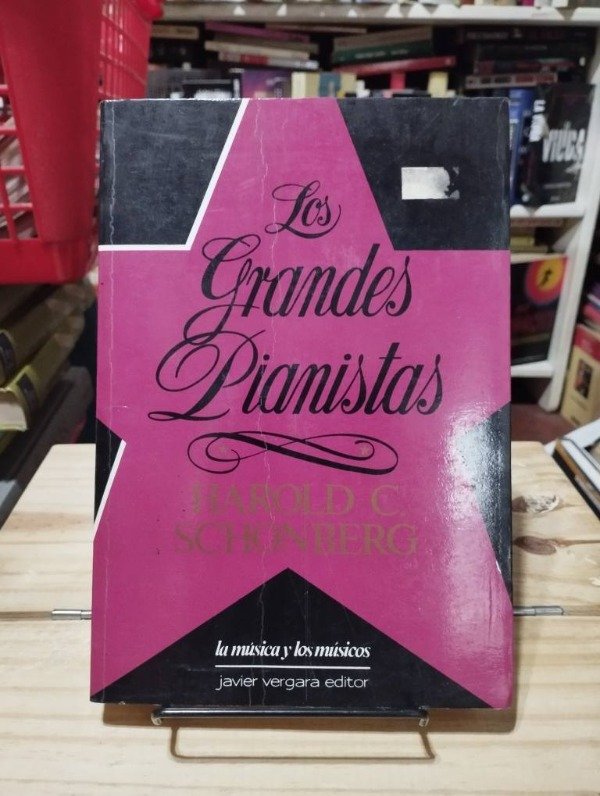 Los
Grandes
Pianistas
HAROLD C.
SCHONBERG
la música y los músicos
javier vergara editor